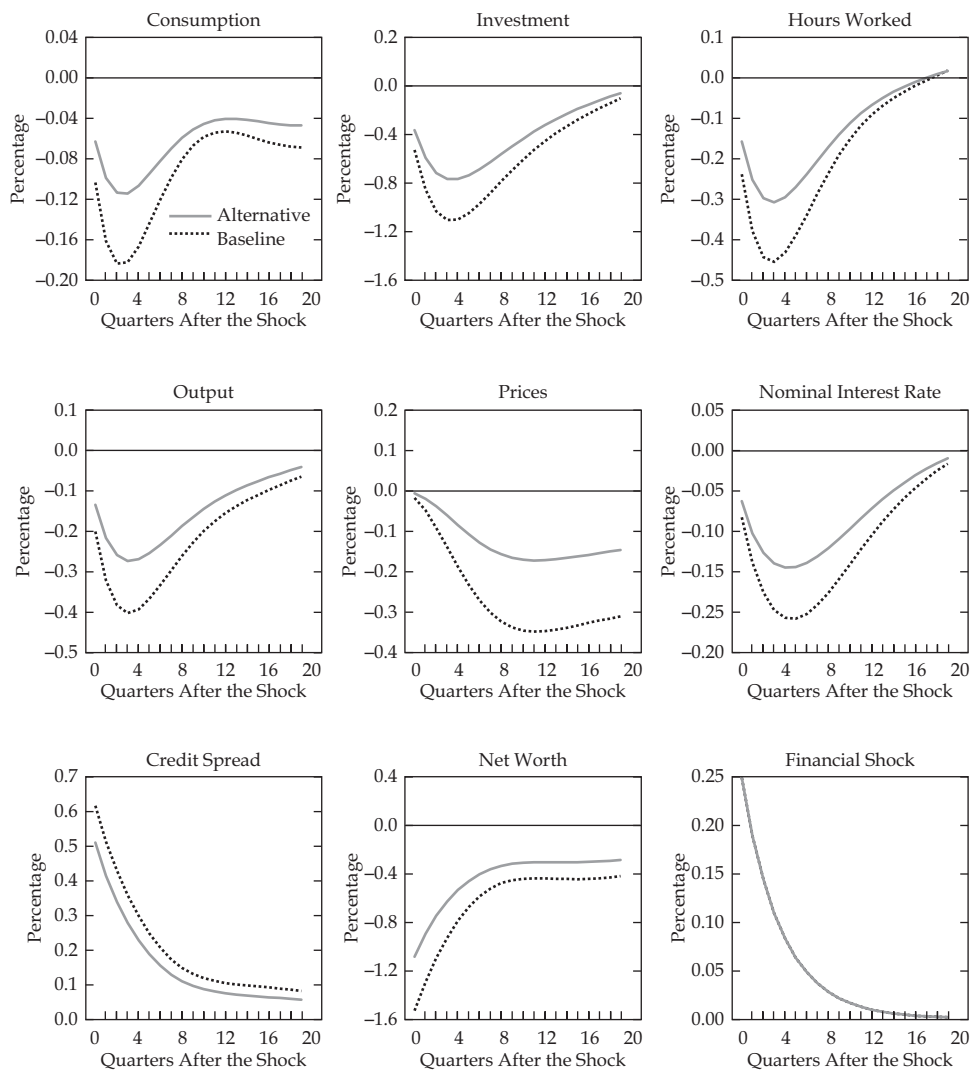 Consumption
0.04
0.00
–0.04
–0.08
–0.12
–0.16
–0.20
Percentage
Alternative
Baseline
0 4 8 12 16 20
Quarters After the Shock
Investment
0.2
0.0
–0.4
–0.8
–1.2
–1.6
Percentage
0 4 8 12 16 20
Quarters After the Shock
Hours Worked
0.1
0.0
–0.1
–0.2
–0.3
–0.4
–0.5
Percentage
0 4 8 12 16 20
Quarters After the Shock
Output
0.1
0.0
–0.1
–0.2
–0.3
–0.4
–0.5
Percentage
0 4 8 12 16 20
Quarters After the Shock
Prices
0.2
0.1
0.0
–0.1
–0.2
–0.3
–0.4
Percentage
0 4 8 12 16 20
Quarters After the Shock
Nominal Interest Rate
0.05
0.00
–0.05
–0.10
–0.15
–0.25
–0.20
Percentage
0 4 8 12 16 20
Quarters After the Shock
Credit Spread
0.7
0.6
0.5
0.4
0.3
0.2
0.1
0.0
Percentage
0 4 8 12 16 20
Quarters After the Shock
Net Worth
0.4
0.0
–0.4
–0.8
–1.2
–1.6
Percentage
0 4 8 12 16 20
Quarters After the Shock
Financial Shock
0.25
0.20
0.15
0.10
0.05
0.00
Percentage
0 4 8 12 16 20
Quarters After the Shock